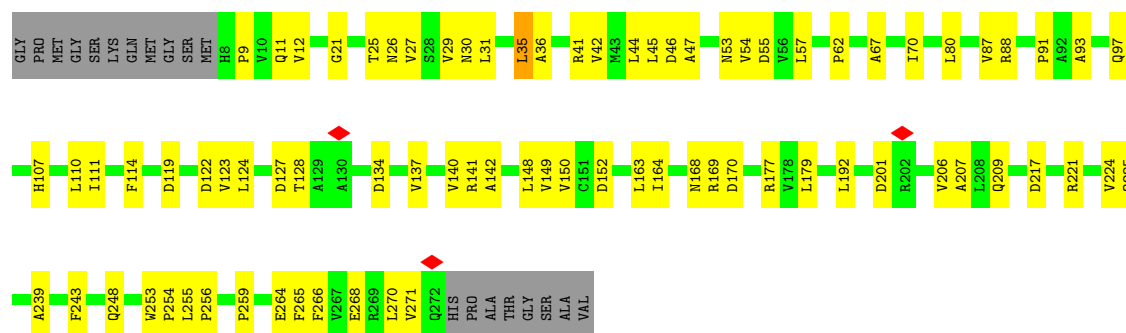 GLY PRO MET GLY SER LYS GLN MET GLY SER MET H8 P9 V10 Q11 V12 G21 T25 N26 V27 S28 V29 N30 L31 L35 A36 R41 V42 M43 L44 L45 D46 A47 N53 V54 D55 V56 L57 P62 A67 I70 L80 V87 R88 P91 A92 A93 Q97
H107 L110 I111 F114 D119 D122 V123 L124 D127 T128 A129 A130 D134 V137 V140 R141 A142 L148 V149 V150 C151 D152 L163 I164 N168 R169 D170 R177 V178 L179 L192 D201 R202 V206 A207 L208 Q209 D217 R221 V224
A239 F243 Q248 W253 P254 L255 P256 P259 E264 F265 F266 V267 E268 R269 L270 V271 Q272 HIS PRO ALA THR GLY SER ALA VAL